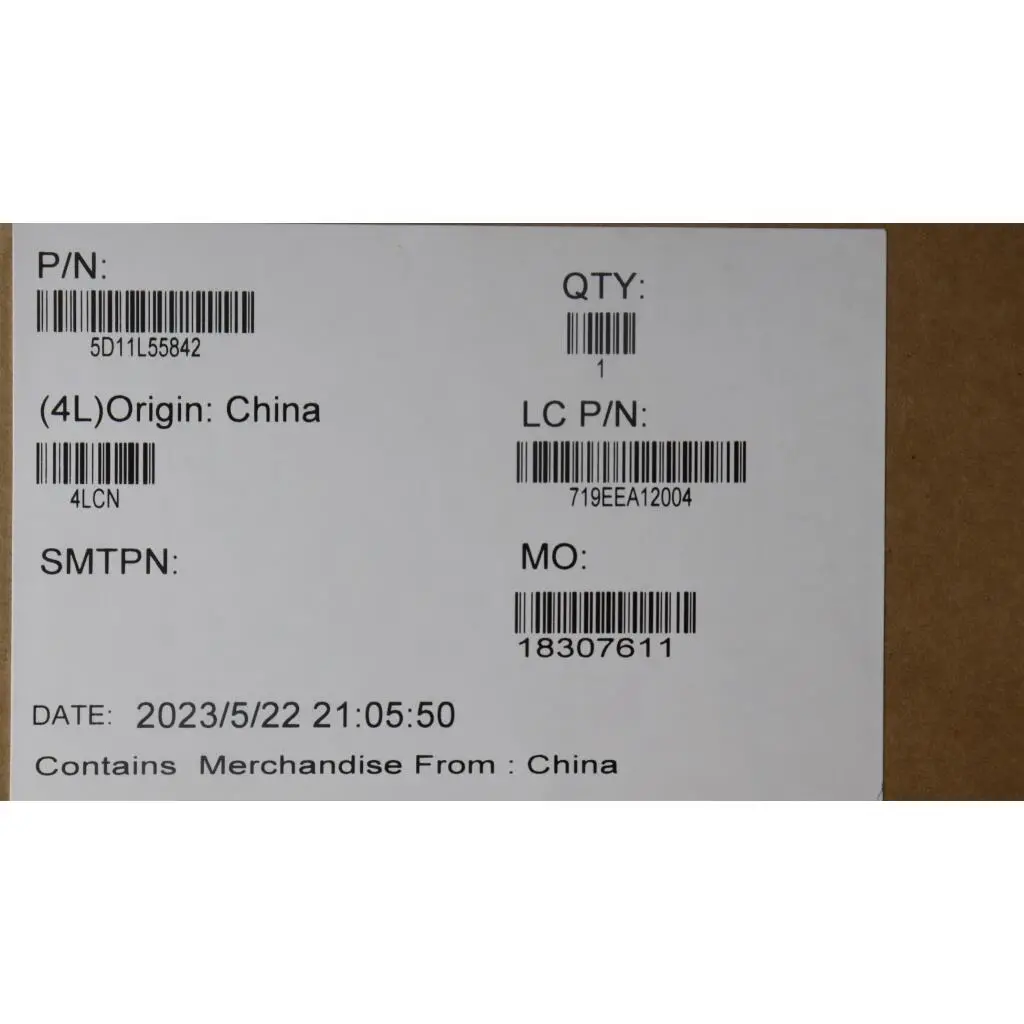 P/N:
5D11L55842
QTY:
1
(4L)Origin: China
4LCN
LC P/N:
719EEA12004
SMTPN:
MO:
18307611
DATE: 2023/5/22 21:05:50
Contains Merchandise From : China